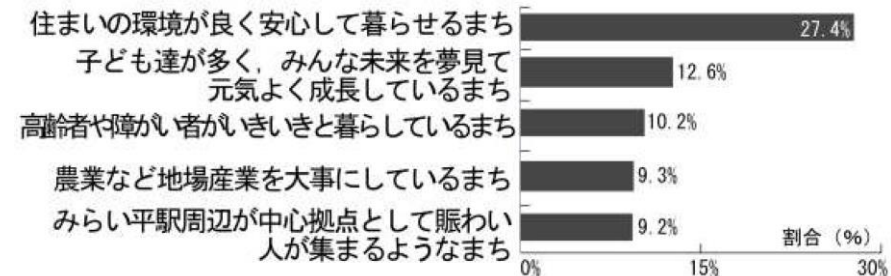 住まいの環境が良く安心して暮らせるまち
27.4%
子ども達が多く，みんな未来を夢見て
元気よく成長しているまち
12.6%
高齢者や障がい者がいきいきと暮らしているまち
10.2%
農業など地場産業を大事にしているまち
9.3%
みらい平駅周辺が中心拠点として賑わい
人が集まるようなまち
9.2%
割合（%）
0%
15%
30%